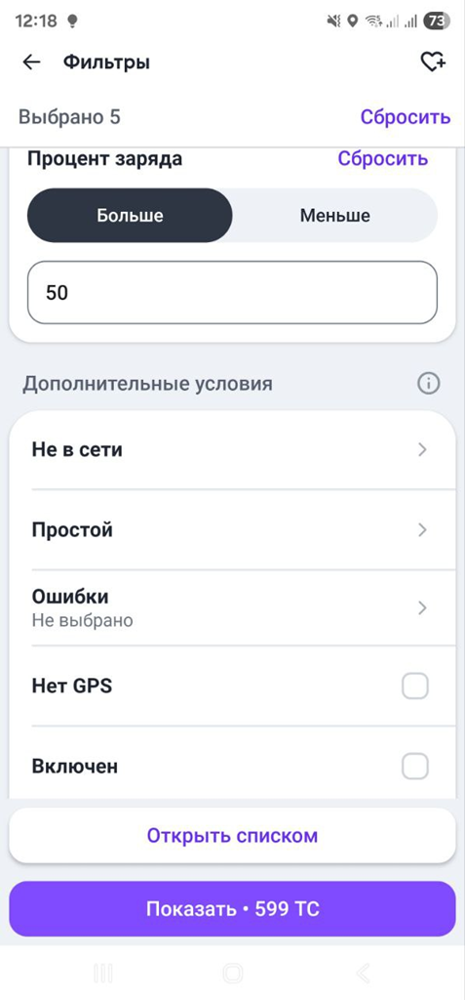 12:18
73
Фильтры
Выбрано 5
Сбросить
Процент заряда
Сбросить
Больше
Меньше
50
Дополнительные условия
Не в сети
Простой
Ошибки
Не выбрано
Нет GPS
Включен
Открыть списком
Показать • 599 ТС